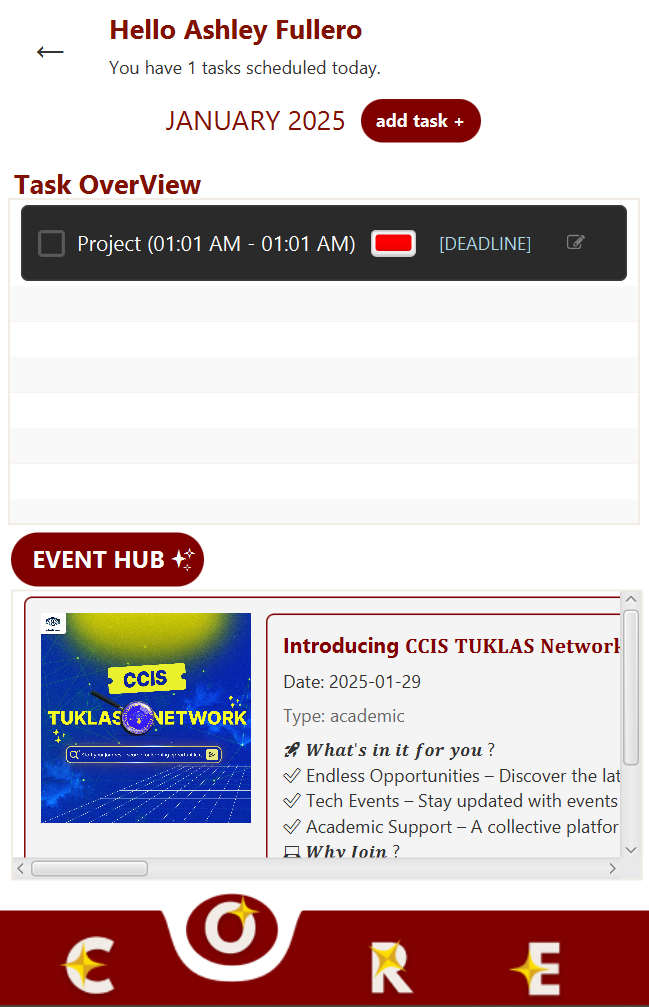 Hello Ashley Fullero
←
You have 1 tasks scheduled today.
JANUARY 2025 add task +
Task OverView
Project (01:01 AM - 01:01 AM) [DEADLINE]
EVENT HUB
CCIS
TUKLAS NETWORK
Introducing CCIS TUKLAS Network
Date: 2025-01-29
Type: academic
🚀 What's in it for you ?
✅ Endless Opportunities – Discover the lat
✅ Tech Events – Stay updated with events
✅ Academic Support – A collective platfor
💻 Why Join ?
C O R E